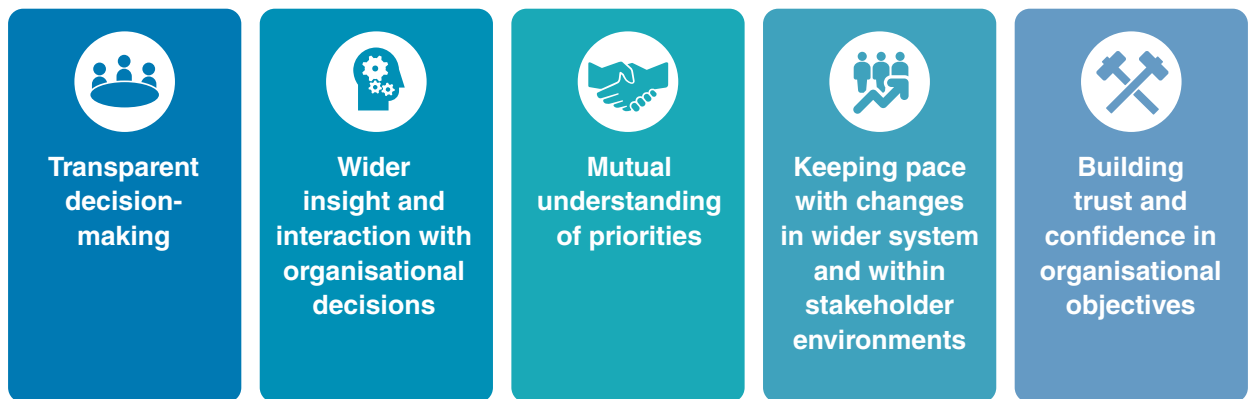 Transparent
decision-
making
Wider
insight and
interaction with
organisational
decisions
Mutual
understanding
of priorities
Keeping pace
with changes
in wider system
and within
stakeholder
environments
Building
trust and
confidence in
organisational
objectives